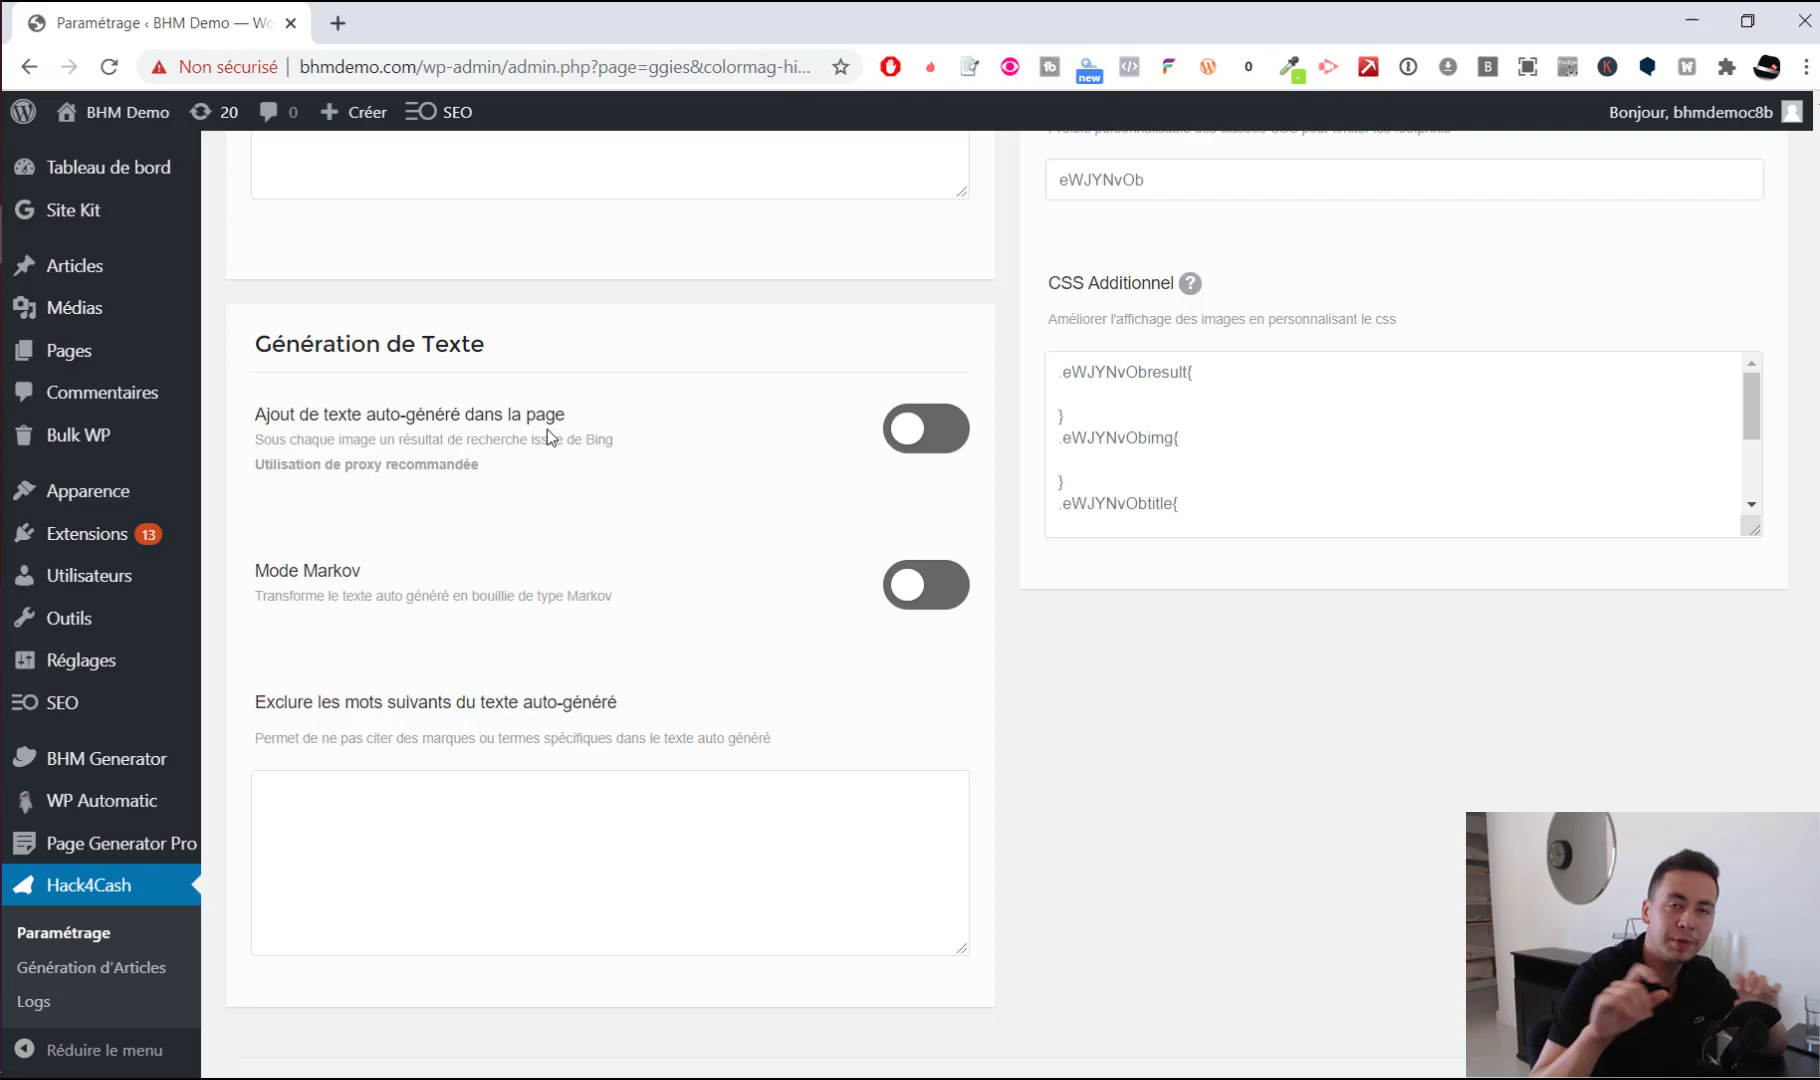 Paramétrage ‹ BHM Demo — Wo
Non sécurisé
bhmdemo.com/wp-admin/admin.php?page=ggies&colormag-hi...
new
0
BHM Demo
20
0
Créer
SEO
Bonjour, bhmdemoc8b
Tableau de bord
Site Kit
Articles
Médias
Pages
Commentaires
Bulk WP
Apparence
Extensions 13
Utilisateurs
Outils
Réglages
SEO
BHM Generator
WP Automatic
Page Generator Pro
Hack4Cash
Paramétrage
Génération d'Articles
Logs
Réduire le menu
Génération de Texte
Ajout de texte auto-généré dans la page
Sous chaque image un résultat de recherche issue de Bing
Utilisation de proxy recommandée
Mode Markov
Transforme le texte auto généré en bouillie de type Markov
Exclure les mots suivants du texte auto-généré
Permet de ne pas citer des marques ou termes spécifiques dans le texte auto généré
eWJYNvOb
CSS Additionnel ?
Améliorer l'affichage des images en personnalisant le css
.eWJYNvObresult{
}
.eWJYNvObimg{
}
.eWJYNvObtitle{